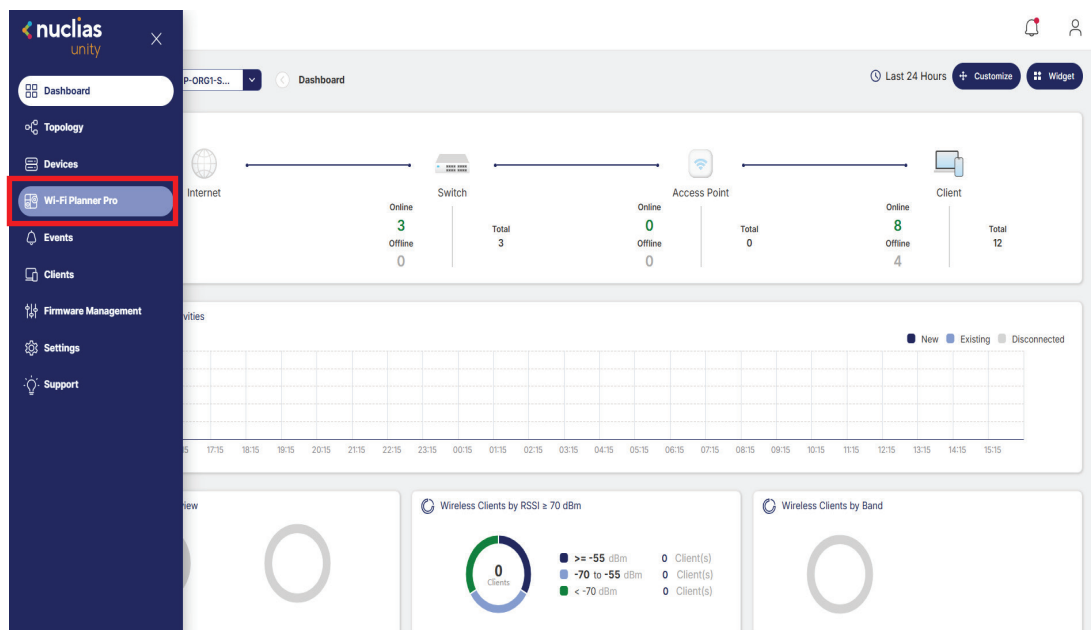 nuclias
unity
Dashboard
Topology
Devices
Wi-Fi Planner Pro
Events
Clients
Firmware Management
Settings
Support
P-ORG1-S...
Dashboard
Last 24 Hours
Customize
Widget
Internet
Switch
Access Point
Client
Online
3
Offline
0
Total
3
Online
0
Offline
0
Total
0
Online
8
Offline
4
Total
12
vities
New Existing Disconnected
15 17:15 18:15 19:15 20:15 21:15 22:15 23:15 00:15 01:15 02:15 03:15 04:15 05:15 06:15 07:15 08:15 09:15 10:15 11:15 12:15 13:15 14:15 15:15
iew
Wireless Clients by RSSI ≥ 70 dBm
0
Clients
>= -55 dBm 0 Client(s)
-70 to -55 dBm 0 Client(s)
< -70 dBm 0 Client(s)
Wireless Clients by Band